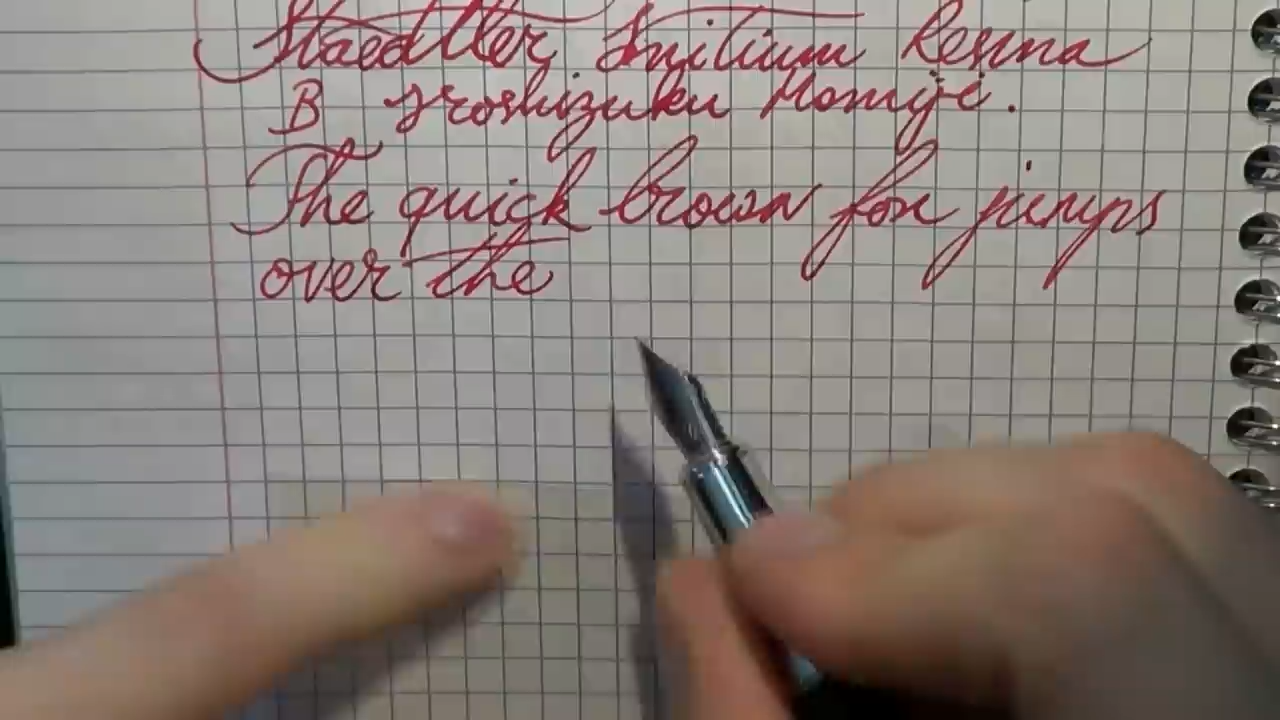 Staedtler Initium Resina
B Iroshizuku Momiji.
The quick brown fox jumps
over the